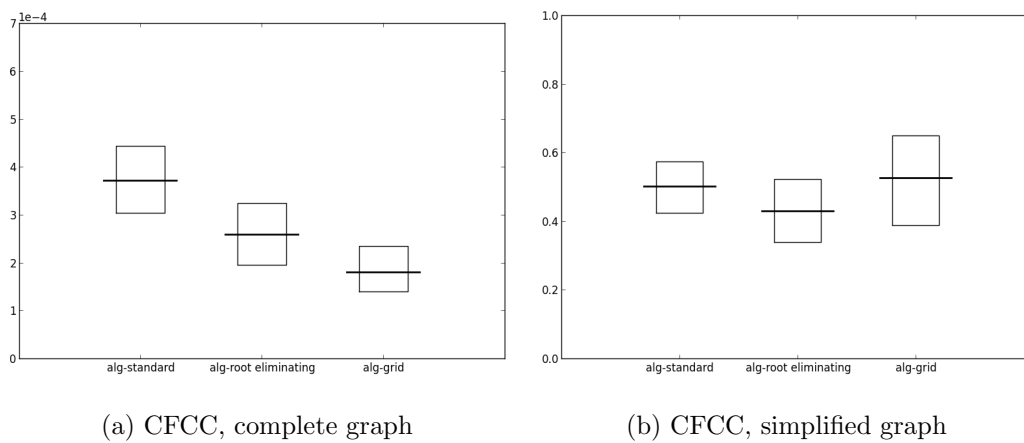 1e−4
7
6
5
4
3
2
1
0
alg-standard alg-root eliminating alg-grid
(a) CFCC, complete graph
1.0
0.8
0.6
0.4
0.2
0.0
alg-standard alg-root eliminating alg-grid
(b) CFCC, simplified graph